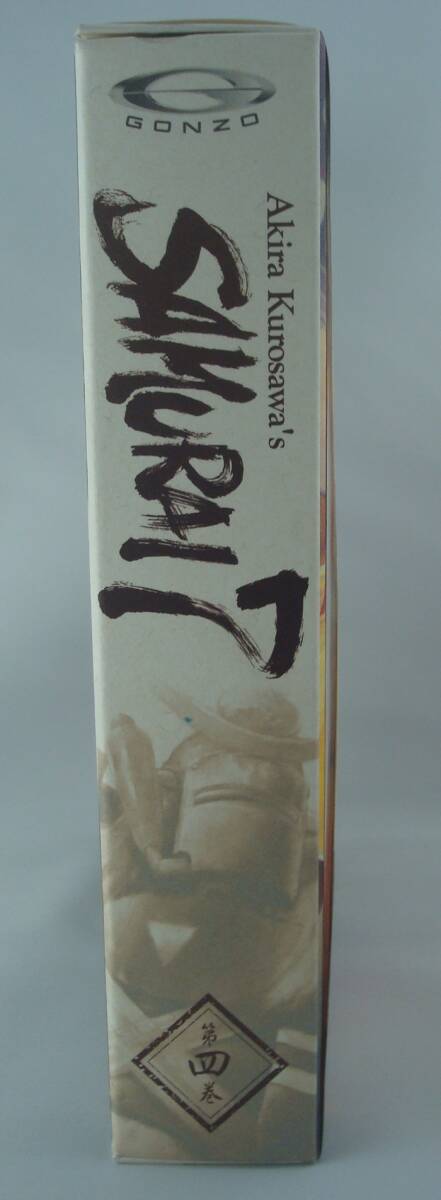 GONZO
Akira Kurosawa's
SAMURAI 7
第
四
巻